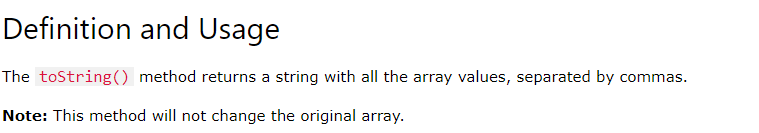 Definition and Usage
The toString() method returns a string with all the array values, separated by commas.
Note: This method will not change the original array.